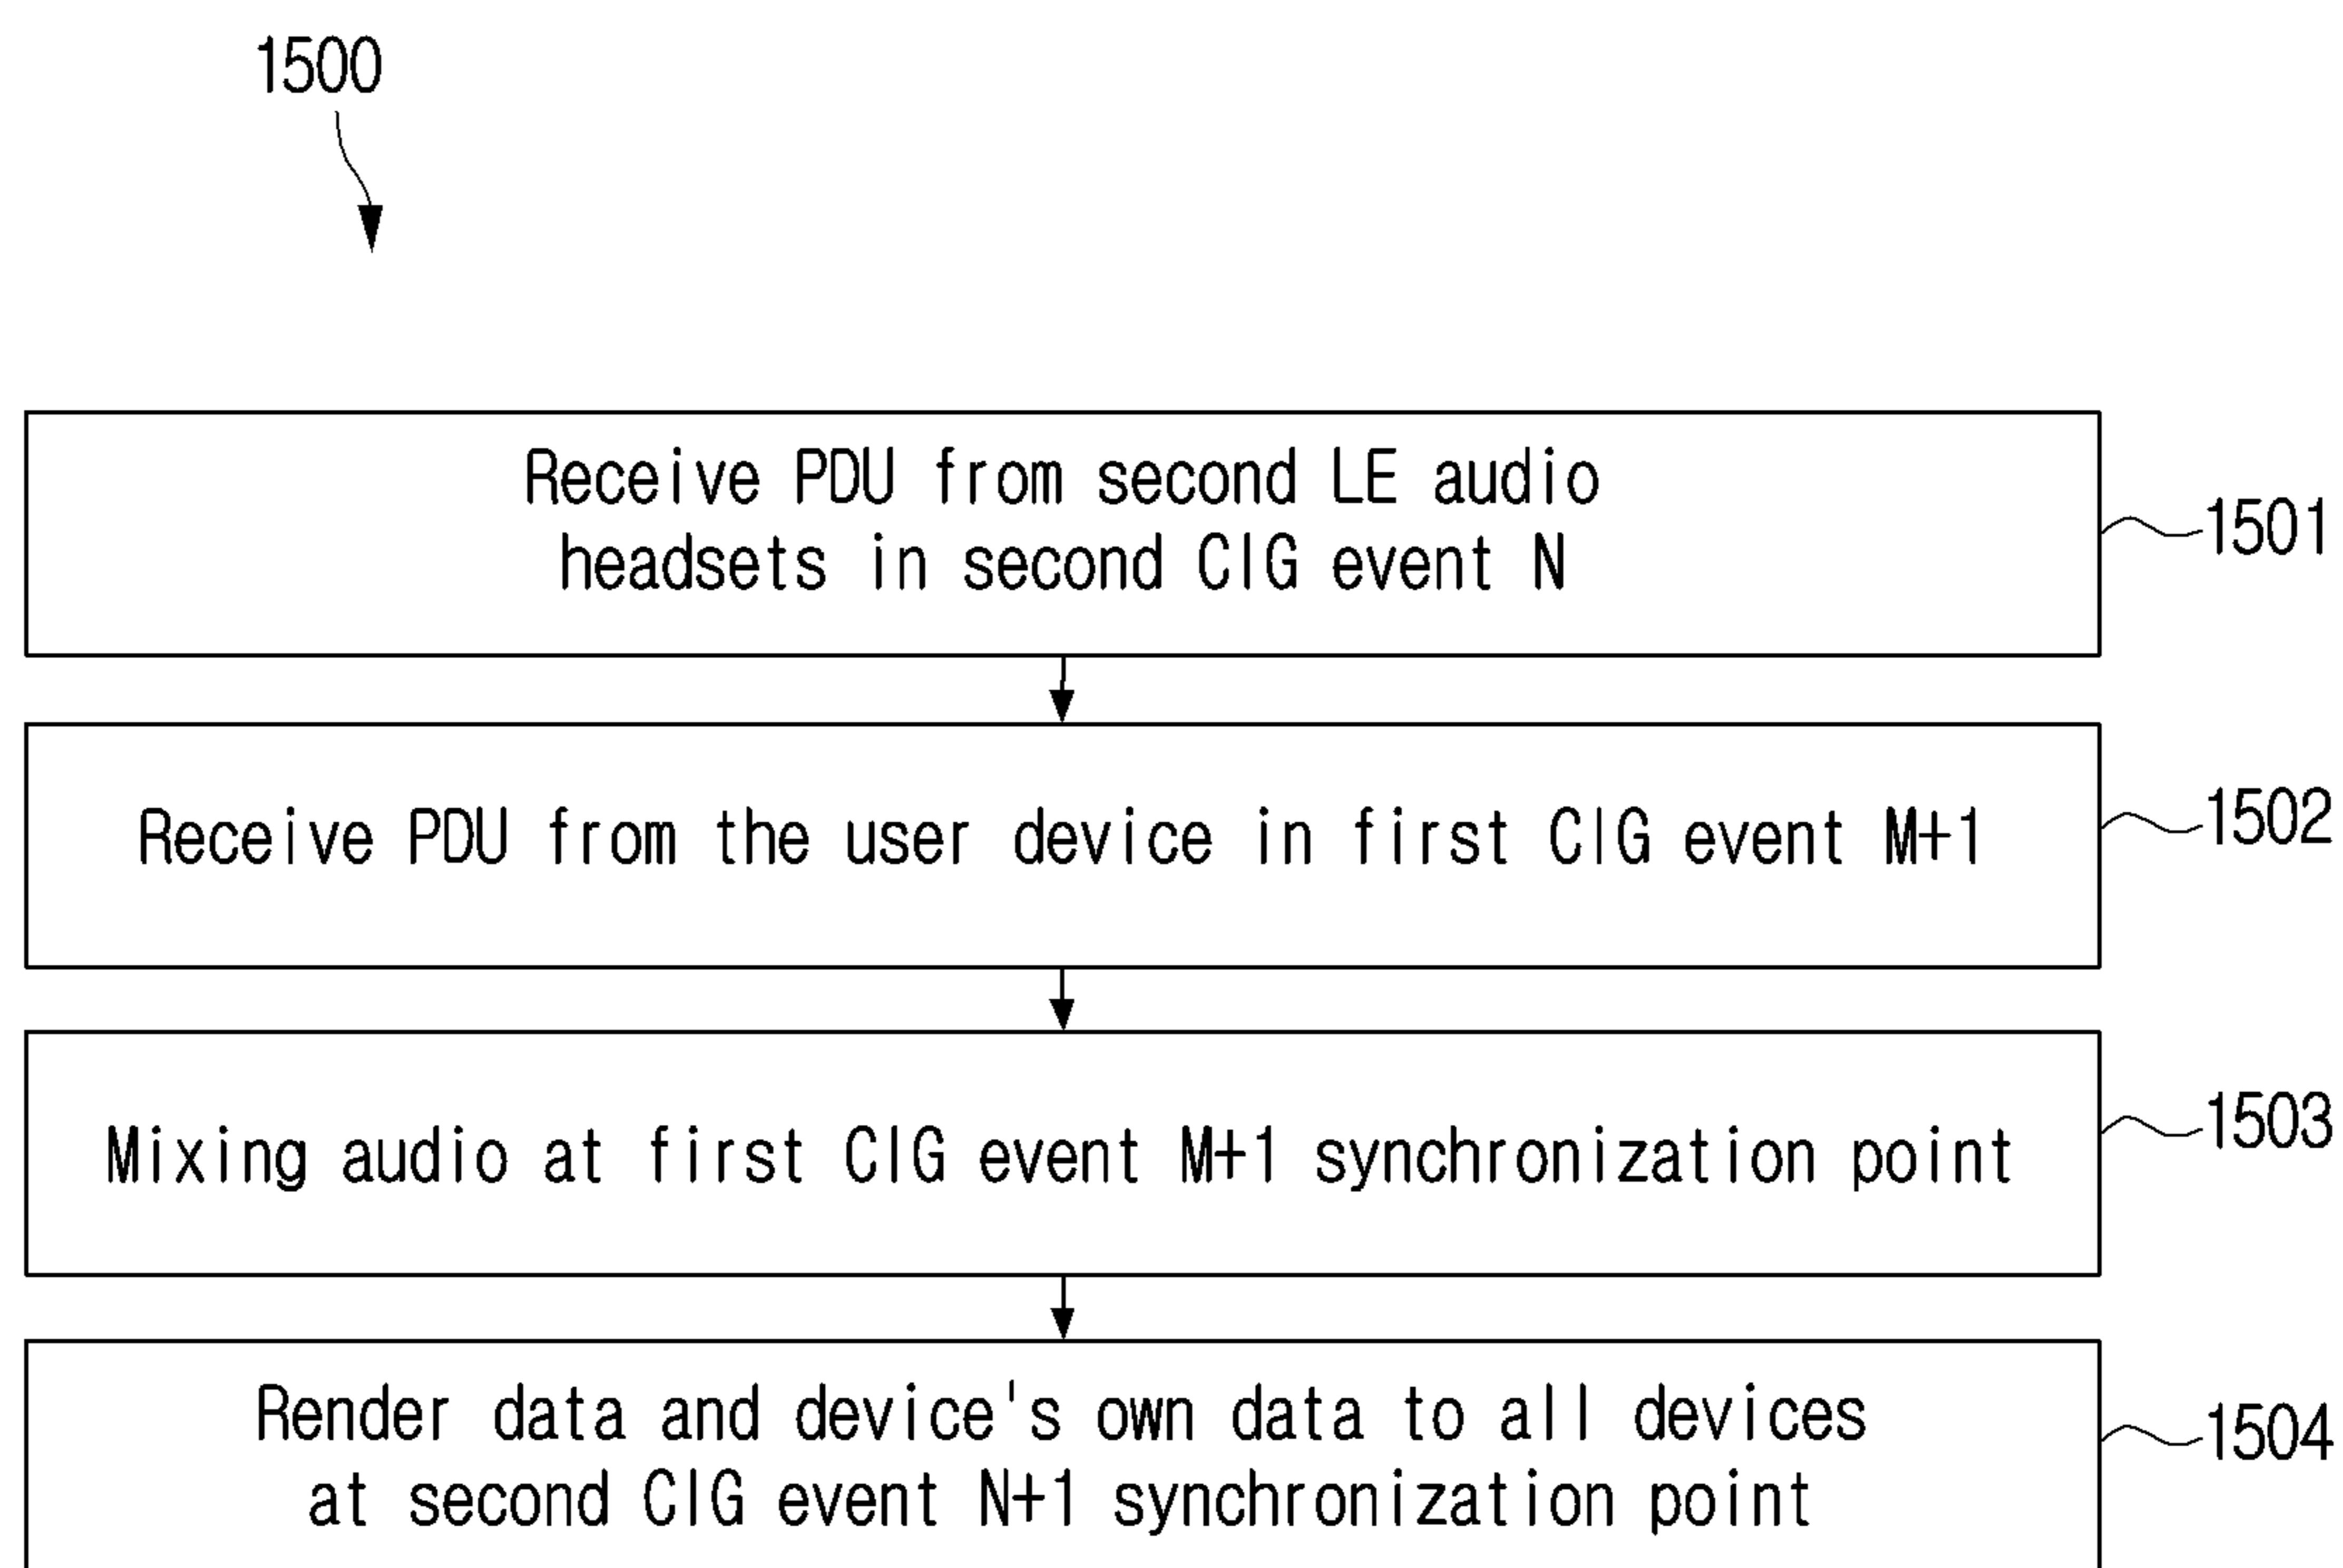 1500
Receive PDU from second LE audio
headsets in second CIG event N
1501
Receive PDU from the user device in first CIG event M+1
1502
Mixing audio at first CIG event M+1 synchronization point
1503
Render data and device's own data to all devices
at second CIG event N+1 synchronization point
1504